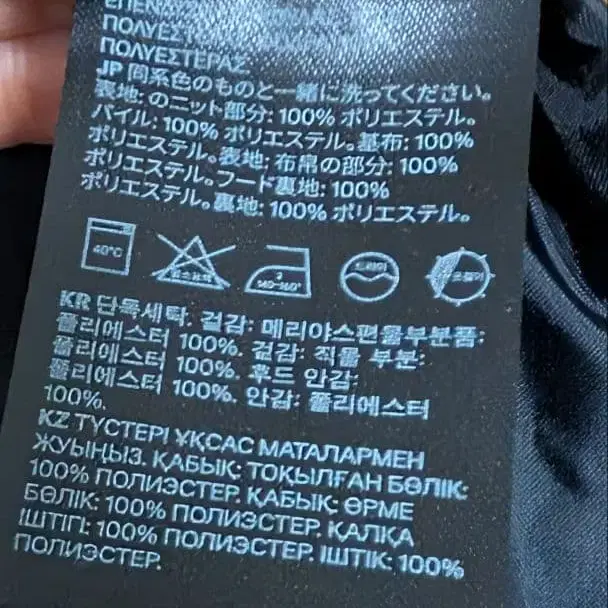 ΠΟΛΥΕΣΤΕΡΑΣ.
JP 同系色のものと一緒に洗ってください。
表地: のニット部分: 100% ポリエステル。
パイル: 100% ポリエステル。基布: 100%
ポリエステル。表地: 布帛の部分: 100%
ポリエステル。フード裏地: 100%
ポリエステル。裏地: 100% ポリエステル。
40°C
2
140-160°
드라이
KR 단독세탁. 겉감: 메리야스편물부분품:
폴리에스터 100%. 겉감: 직물 부분:
폴리에스터 100%. 후드 안감:
폴리에스터 100%. 안감: 폴리에스터
100%.
KZ ТҮСТЕРІ ҰҚСАС МАТАЛАРМЕН
ЖУЫҢЫЗ. ҚАБЫҚ: ТОҚЫЛҒАН БӨЛІК:
100% ПОЛИЭСТЕР. ҚАБЫҚ: ӨРМЕ
БӨЛІК: 100% ПОЛИЭСТЕР. ҚАЛҚА
ІШТІГІ: 100% ПОЛИЭСТЕР. ІШТІК: 100%
ПОЛИЭСТЕР.